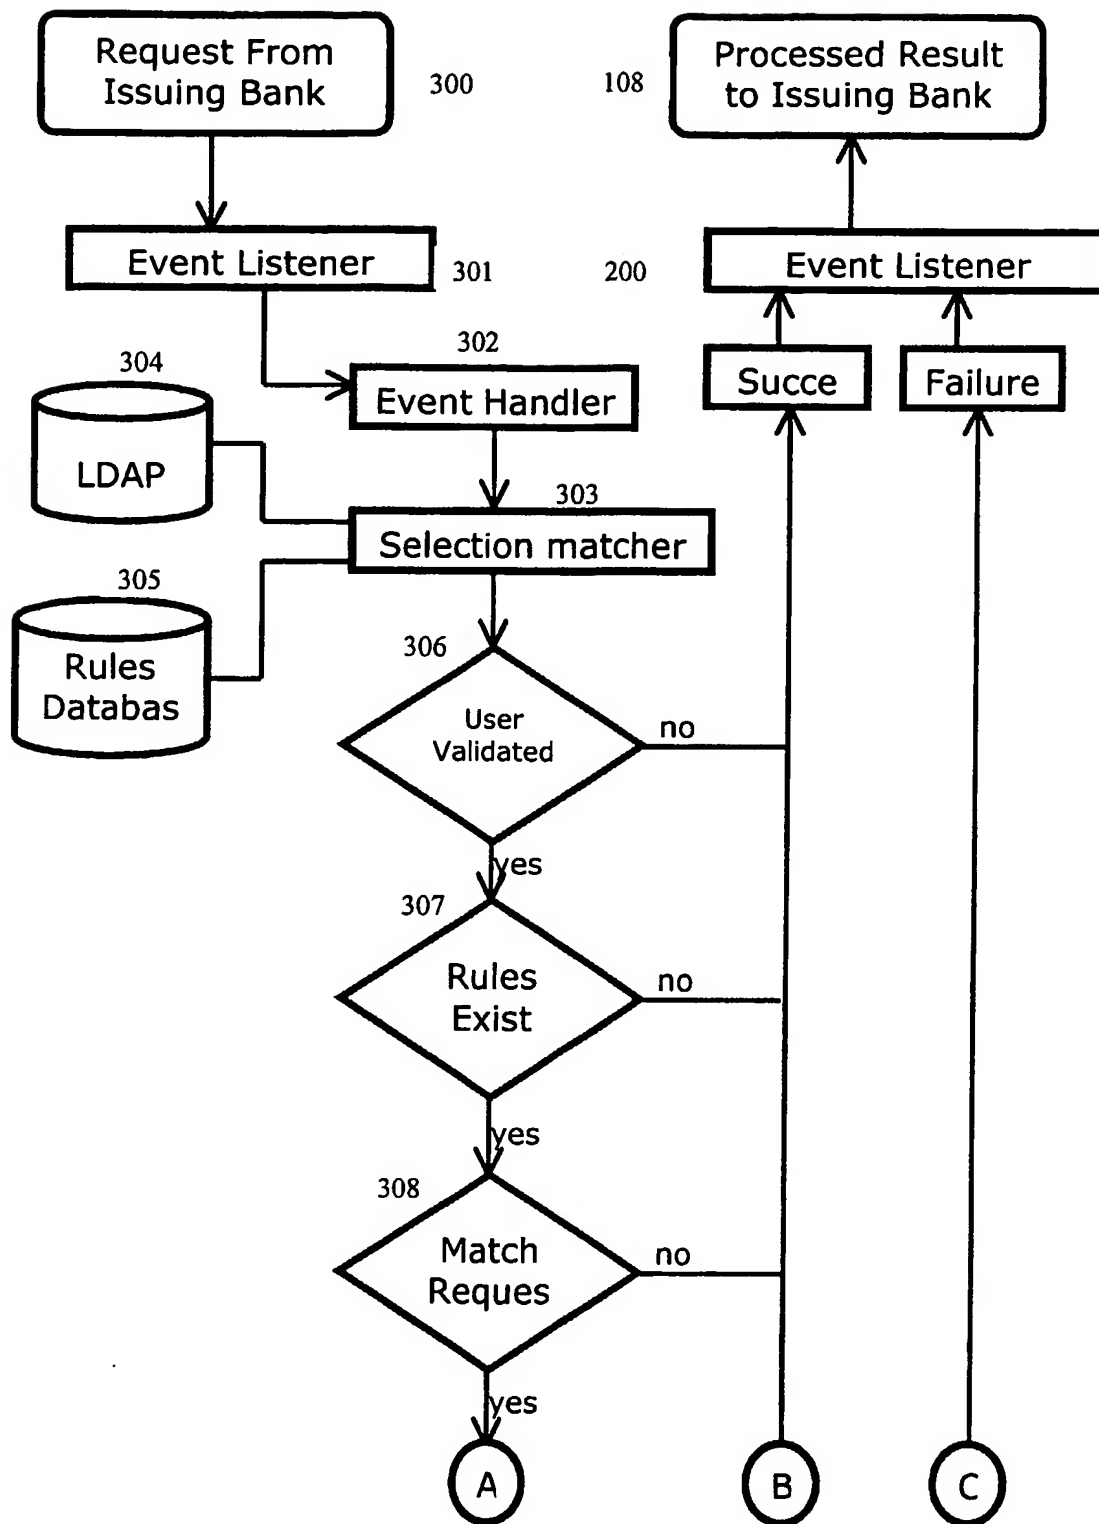 Request From
Issuing Bank
300
108
Processed Result
to Issuing Bank
Event Listener
301
200
Event Listener
302
304
Event Handler
Succe
Failure
LDAP
303
Selection matcher
305
Rules
Databas
306
User
Validated
no
yes
307
Rules
Exist
no
yes
308
Match
Reques
no
yes
A
B
C